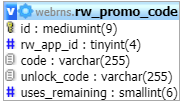 webrns.rw_promo_code
id : mediumint(9)
rw_app_id : tinyint(4)
code : varchar(255)
unlock_code : varchar(255)
uses_remaining : smallint(6)